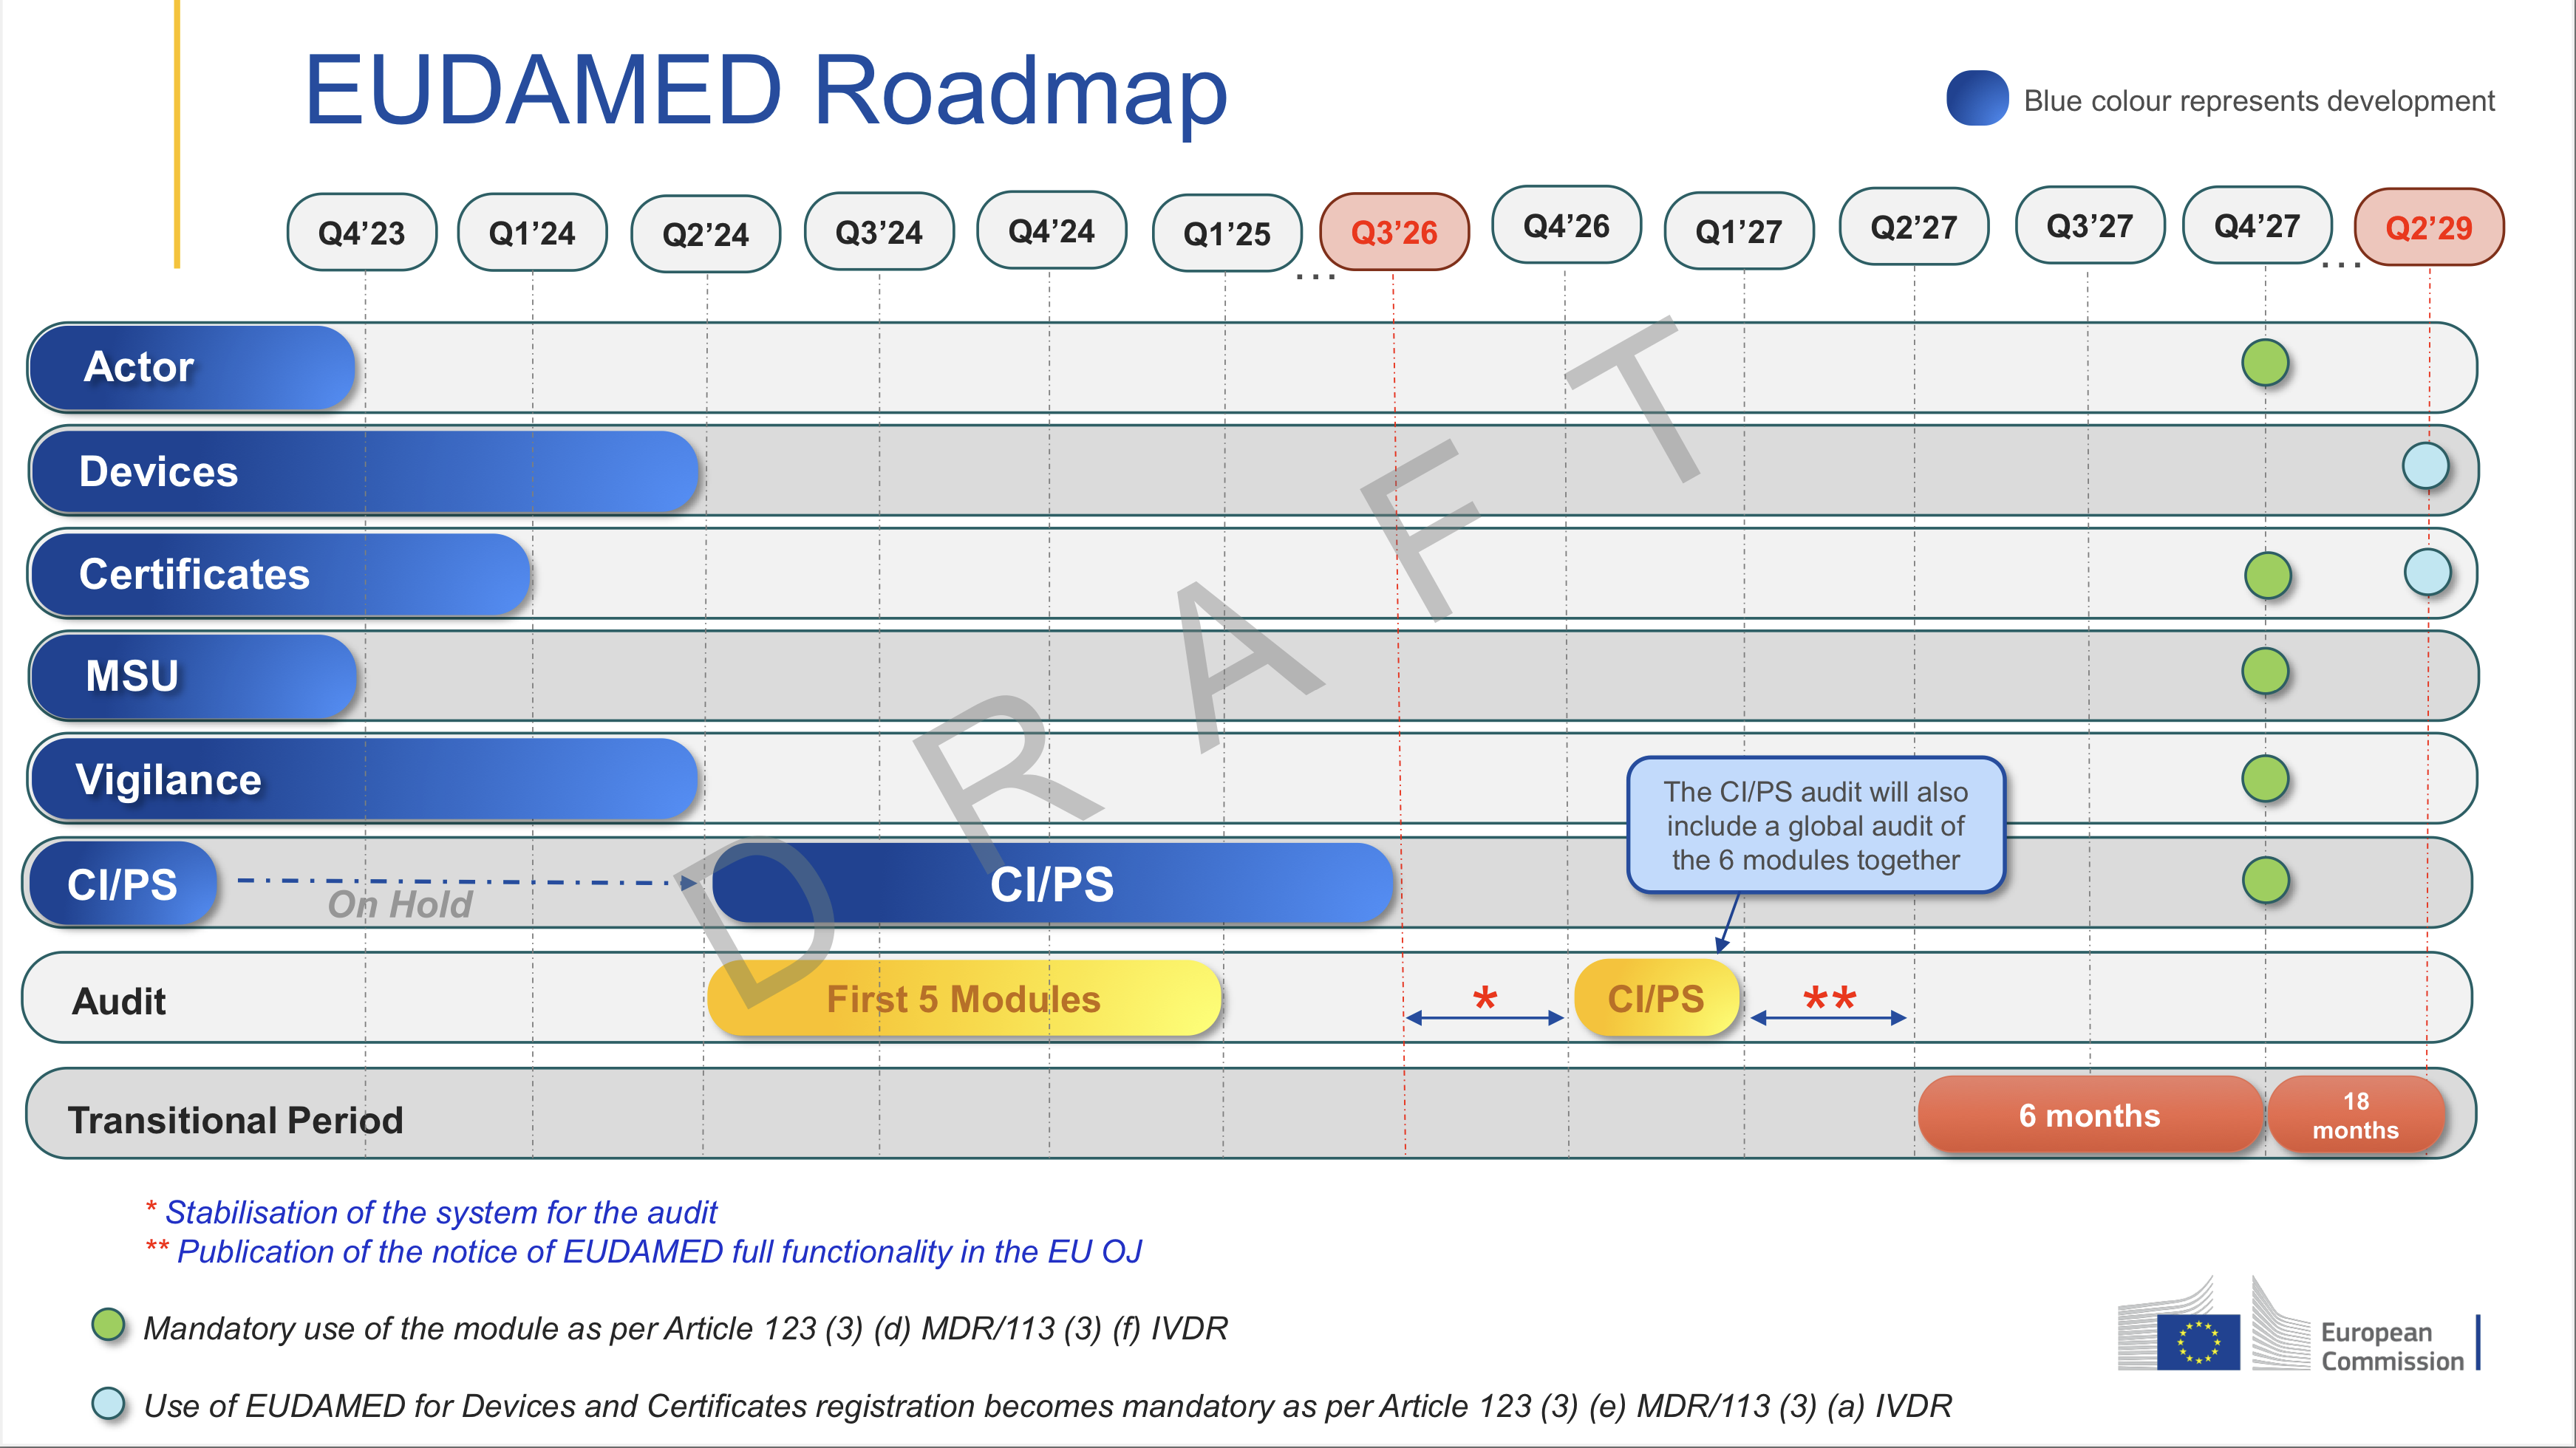 EUDAMED Roadmap
Blue colour represents development
Q4’23 Q1’24 Q2’24 Q3’24 Q4’24 Q1’25 ... Q3’26 Q4’26 Q1’27 Q2’27 Q3’27 Q4’27 ... Q2’29
Actor
Devices
Certificates
MSU
Vigilance
The CI/PS audit will also
include a global audit of
the 6 modules together
CI/PS
On Hold
CI/PS
DRAFT
Audit
First 5 Modules
*
CI/PS
**
Transitional Period
6 months
18
months
* Stabilisation of the system for the audit
** Publication of the notice of EUDAMED full functionality in the EU OJ
Mandatory use of the module as per Article 123 (3) (d) MDR/113 (3) (f) IVDR
Use of EUDAMED for Devices and Certificates registration becomes mandatory as per Article 123 (3) (e) MDR/113 (3) (a) IVDR
European
Commission